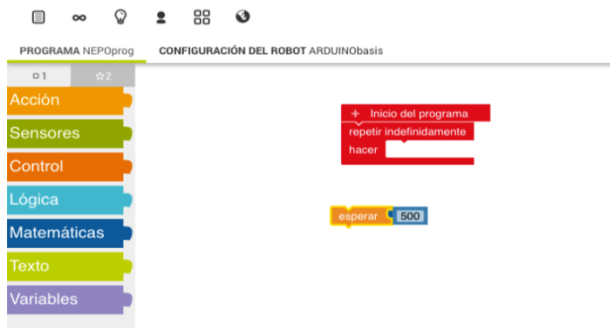 PROGRAMA NEPOprog CONFIGURACIÓN DEL ROBOT ARDUINObasis
1 2
Acción
Sensores
Control
Lógica
Matemáticas
Texto
Variables
+ Inicio del programa
repetir indefinidamente
hacer
esperar 500